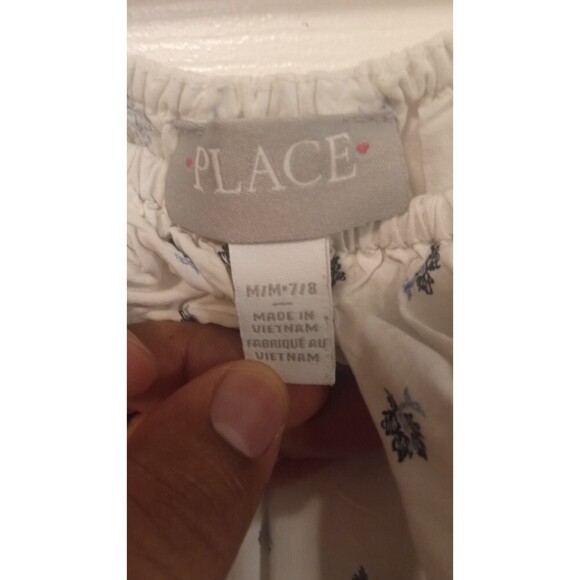 PLACE
M/M•7/8
MADE IN
VIETNAM
FABRIQUÉ AU
VIETNAM